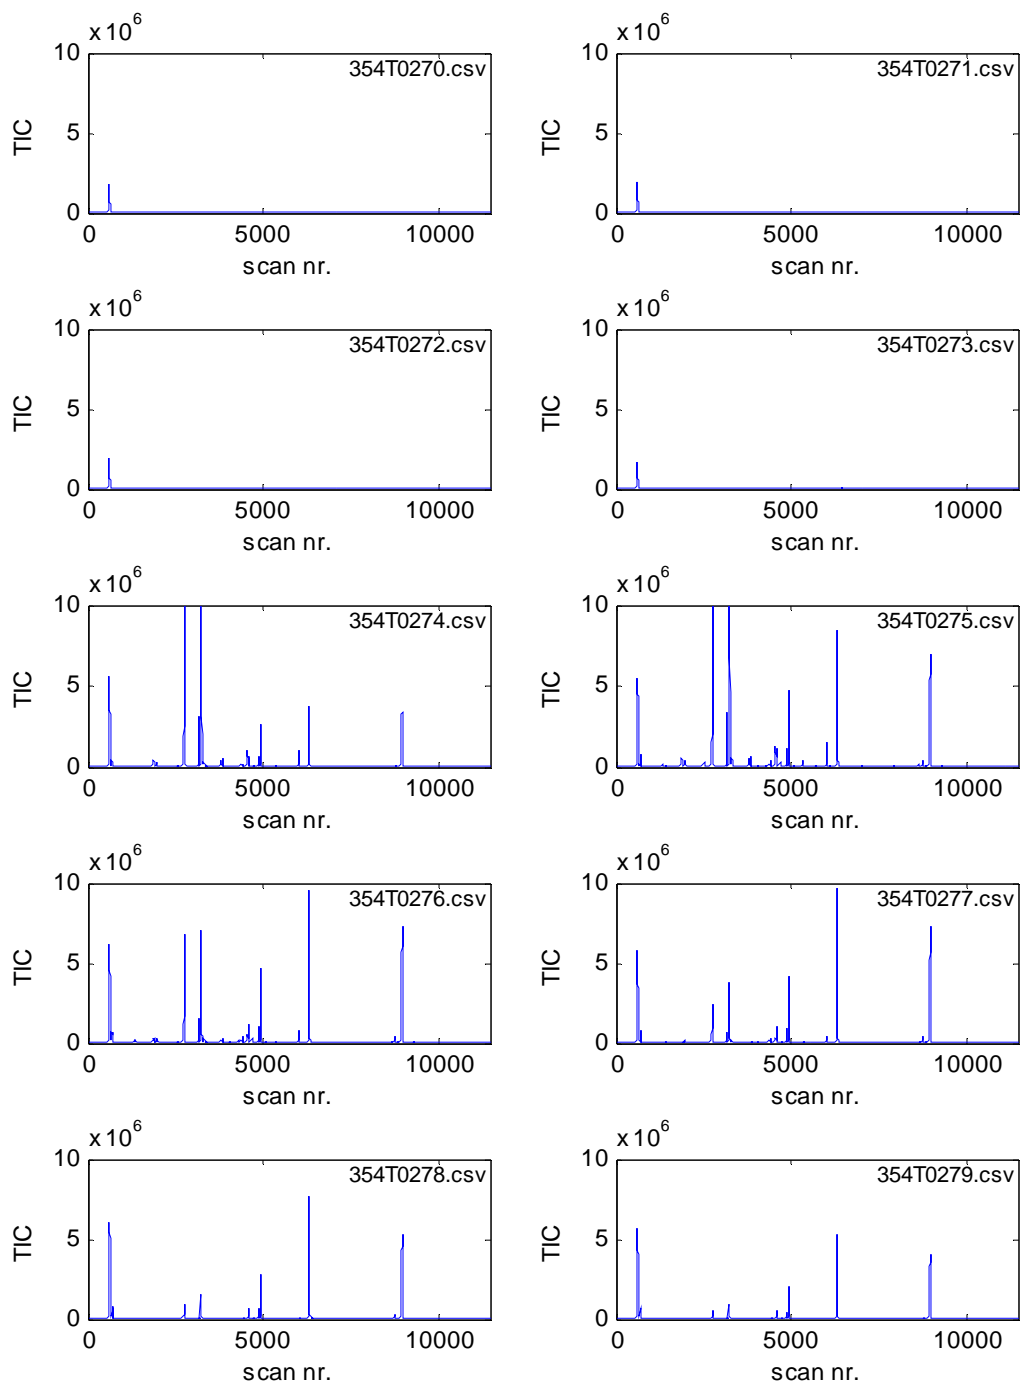 x 10^6
x 10^6
10
354T0270.csv
10
354T0271.csv
TIC
5
TIC
5
0
0
0 5000 10000
0 5000 10000
scan nr.
scan nr.
x 10^6
x 10^6
10
354T0272.csv
10
354T0273.csv
TIC
5
TIC
5
0
0
0 5000 10000
0 5000 10000
scan nr.
scan nr.
x 10^6
x 10^6
10
354T0274.csv
10
354T0275.csv
TIC
5
TIC
5
0
0
0 5000 10000
0 5000 10000
scan nr.
scan nr.
x 10^6
x 10^6
10
354T0276.csv
10
354T0277.csv
TIC
5
TIC
5
0
0
0 5000 10000
0 5000 10000
scan nr.
scan nr.
x 10^6
x 10^6
10
354T0278.csv
10
354T0279.csv
TIC
5
TIC
5
0
0
0 5000 10000
0 5000 10000
scan nr.
scan nr.